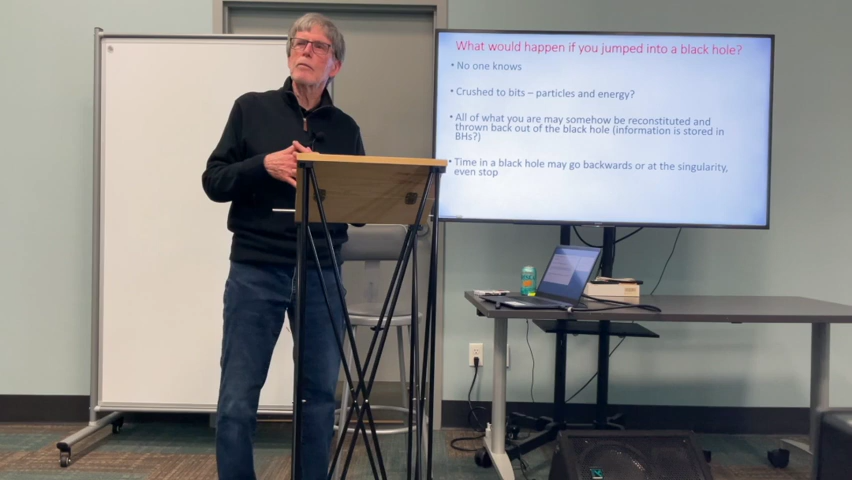 What would happen if you jumped into a black hole?
• No one knows
• Crushed to bits – particles and energy?
• All of what you are may somehow be reconstituted and
thrown back out of the black hole (information is stored in
BHs?)
• Time in a black hole may go backwards or at the singularity,
even stop